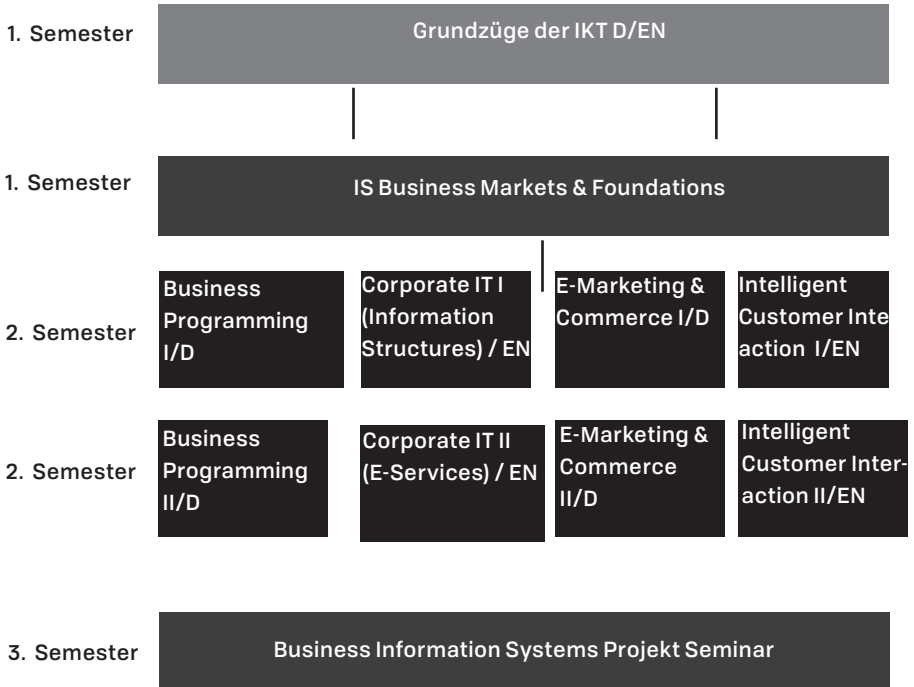 1. Semester
Grundzüge der IKT D/EN
1. Semester
IS Business Markets & Foundations
2. Semester
Business
Programming
I/D
Corporate IT I
(Information
Structures) / EN
E-Marketing &
Commerce I/D
Intelligent
Customer Inte
action I/EN
2. Semester
Business
Programming
II/D
Corporate IT II
(E-Services) / EN
E-Marketing &
Commerce
II/D
Intelligent
Customer Inter-
action II/EN
3. Semester
Business Information Systems Projekt Seminar